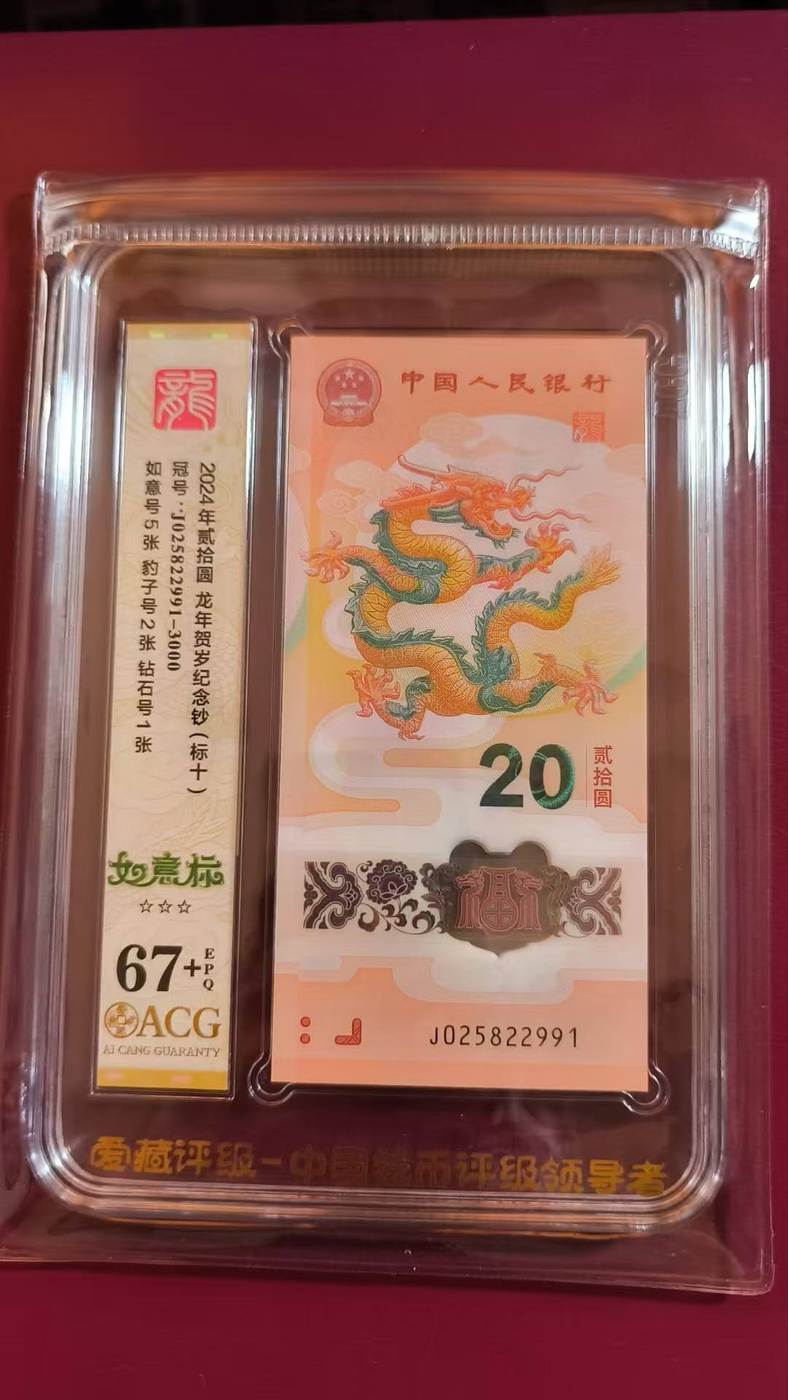 龍
2024年贰拾圆 龙年贺岁纪念钞(标十)
冠号:J025822991-3000
如意号5张 豹子号2张 钻石号1张
如意标
☆☆☆
67+EPQ
ACG
AI CANG GUARANTY
中国人民银行
龍
20
贰拾圆
J025822991
爱藏评级-中国钱币评级领导者